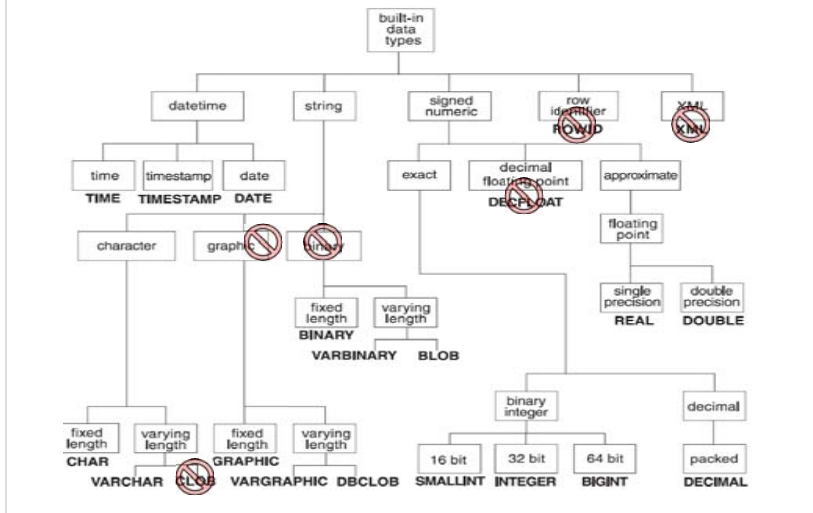 built-in
data
types
datetime
string
signed
numeric
row
identifier
ROWID
XML
XML
time
TIME
timestamp
TIMESTAMP
date
DATE
exact
decimal
floating point
DECFLOAT
approximate
character
graphic
binary
floating
point
fixed
length
BINARY
varying
length
VARBINARY BLOB
single
precision
REAL
double
precision
DOUBLE
binary
integer
decimal
fixed
length
CHAR
varying
length
VARCHAR CLOB
fixed
length
GRAPHIC
varying
length
VARGRAPHIC DBCLOB
16 bit
SMALLINT
32 bit
INTEGER
64 bit
BIGINT
packed
DECIMAL